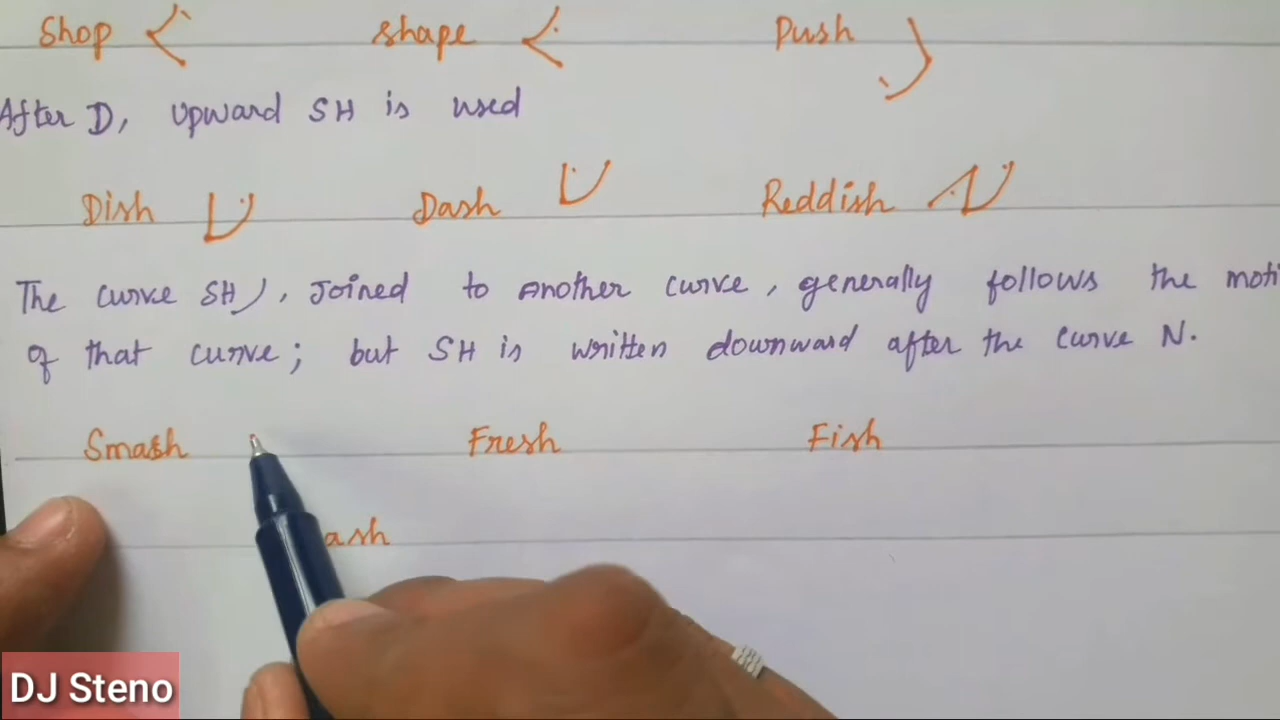 Shop shape Push
After D, upward SH is used
Dish Dash Reddish
The curve SH, Joined to another curve, generally follows the
of that curve; but SH is written downward after the curve N.
Smash Fresh Fish
DJ Steno